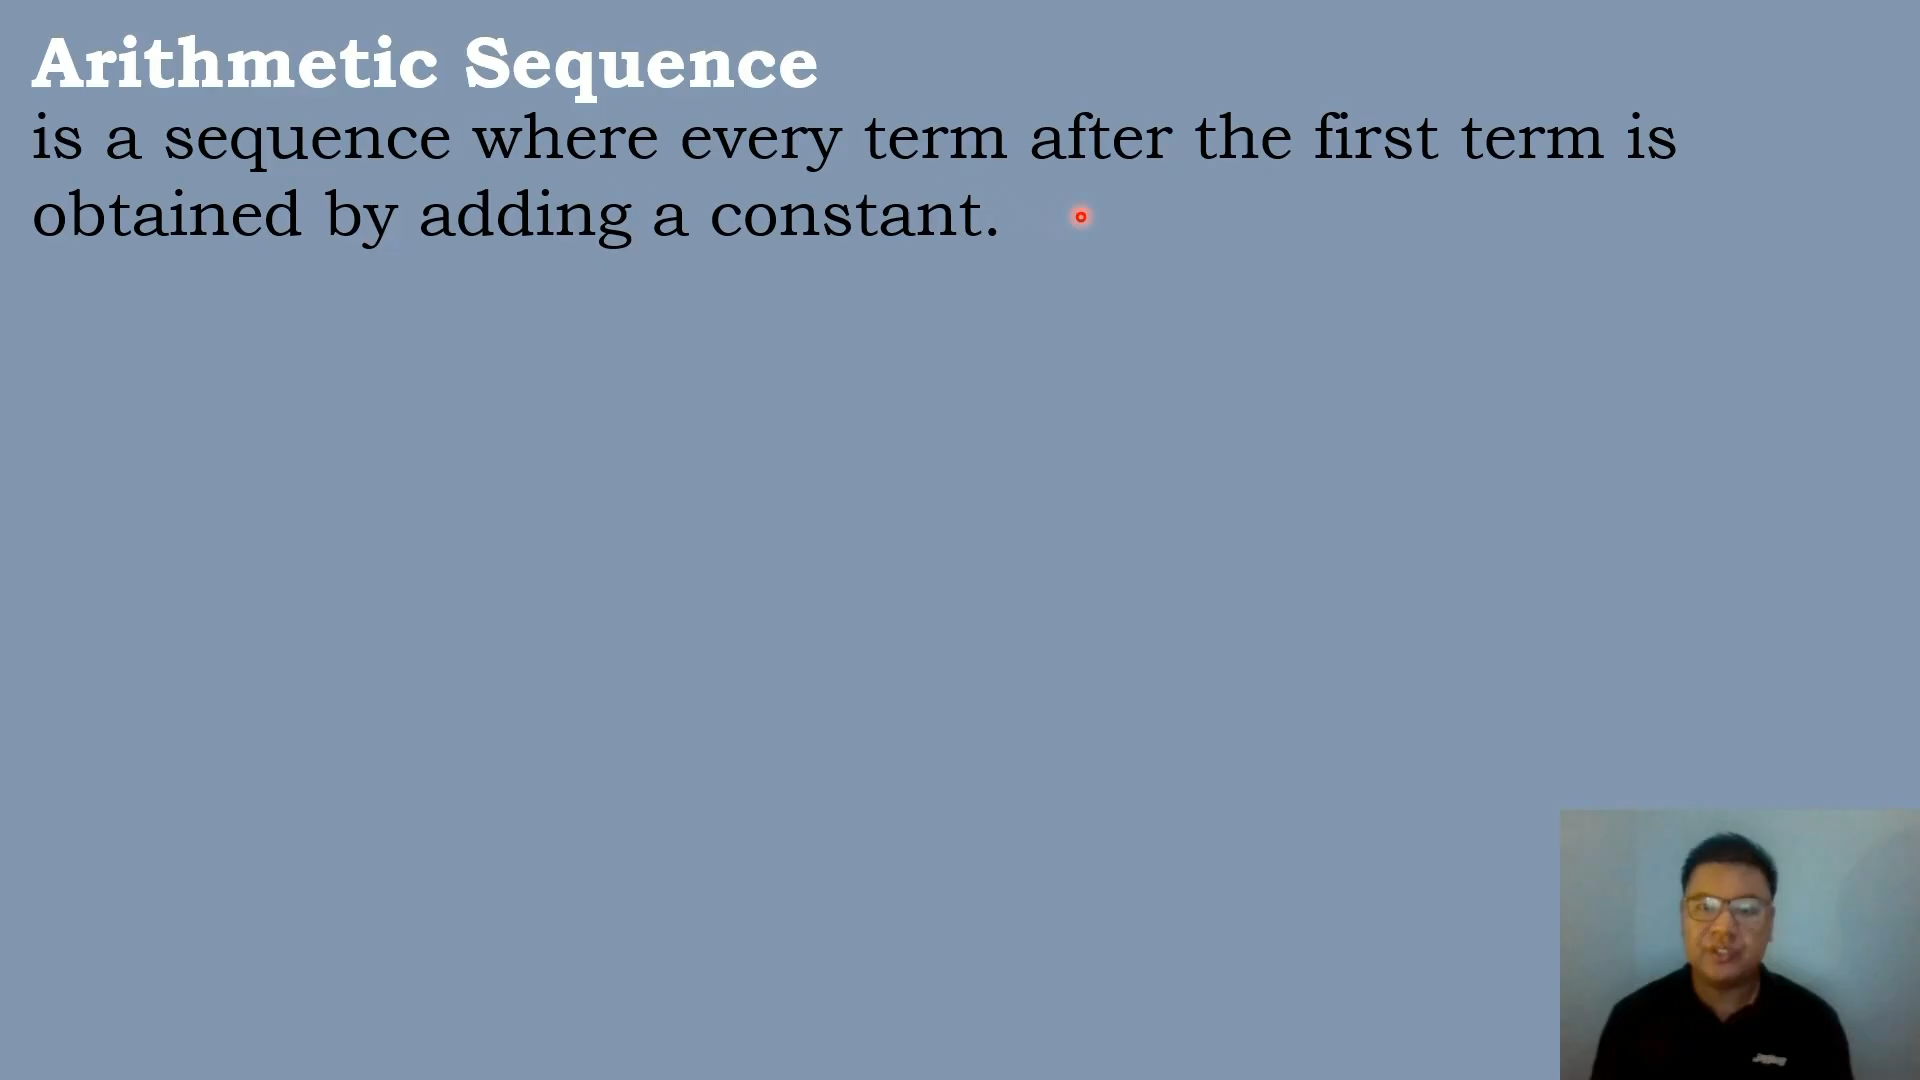 Arithmetic Sequence
is a sequence where every term after the first term is
obtained by adding a constant.